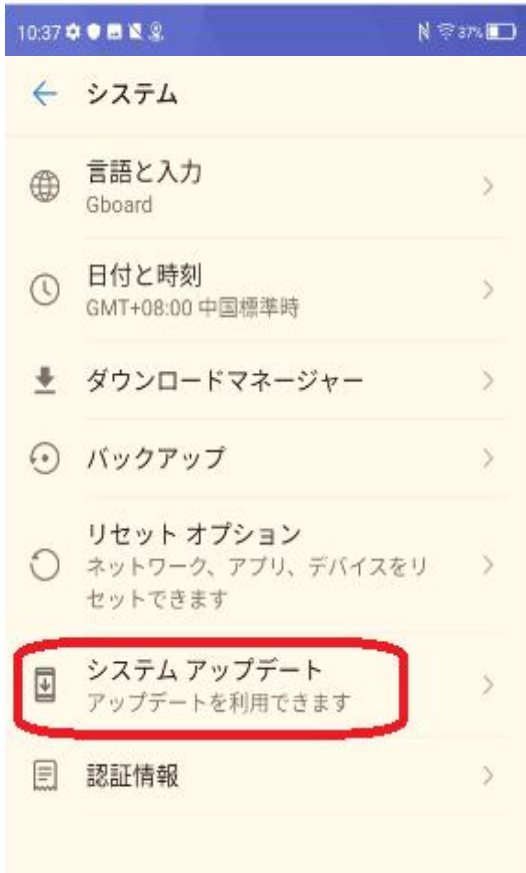 10:37
37%
システム
言語と入力
Gboard
日付と時刻
GMT+08:00 中国標準時
ダウンロードマネージャー
バックアップ
リセット オプション
ネットワーク、アプリ、デバイスをリ
セットできます
システム アップデート
アップデートを利用できます
認証情報